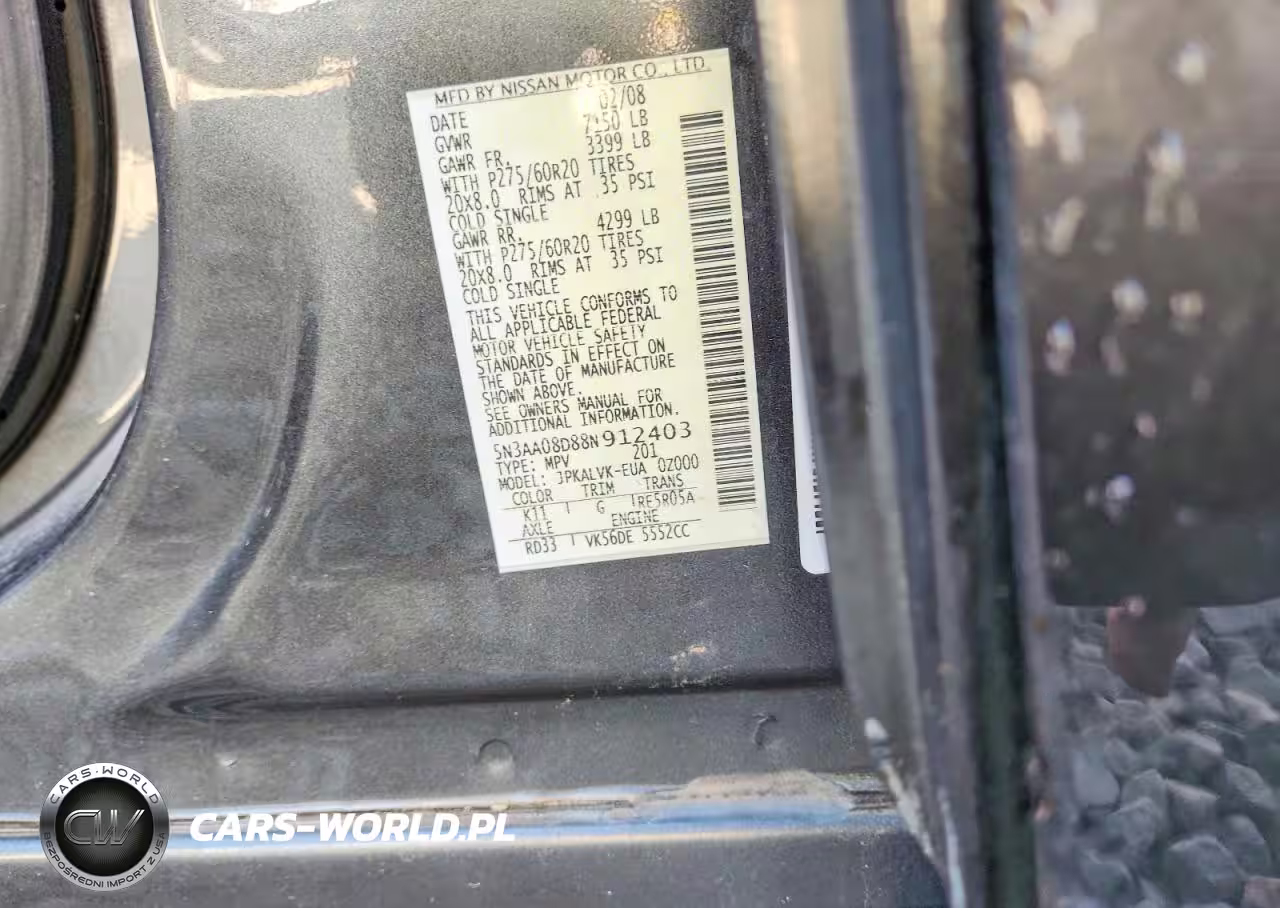 MFD BY NISSAN MOTOR CO., LTD.
DATE 02/08
GVWR 7150 LB
GAWR FR. 3399 LB
WITH P275/60R20 TIRES
20X8.0 RIMS AT 35 PSI
COLD SINGLE
GAWR RR. 4299 LB
WITH P275/60R20 TIRES
20X8.0 RIMS AT 35 PSI
COLD SINGLE
THIS VEHICLE CONFORMS TO
ALL APPLICABLE FEDERAL
MOTOR VEHICLE SAFETY
STANDARDS IN EFFECT ON
THE DATE OF MANUFACTURE
SHOWN ABOVE.
SEE OWNERS MANUAL FOR
ADDITIONAL INFORMATION.
5N3AA08D88N912403
TYPE: MPV 201
MODEL: JPKALVK-EUA 0Z000
COLOR TRIM TRANS
K11 G RE5R05A
AXLE ENGINE
RD33 VK56DE 5552CC
CARS-WORLD
CW
BEZPOŚREDNI IMPORT Z USA
CARS-WORLD.PL